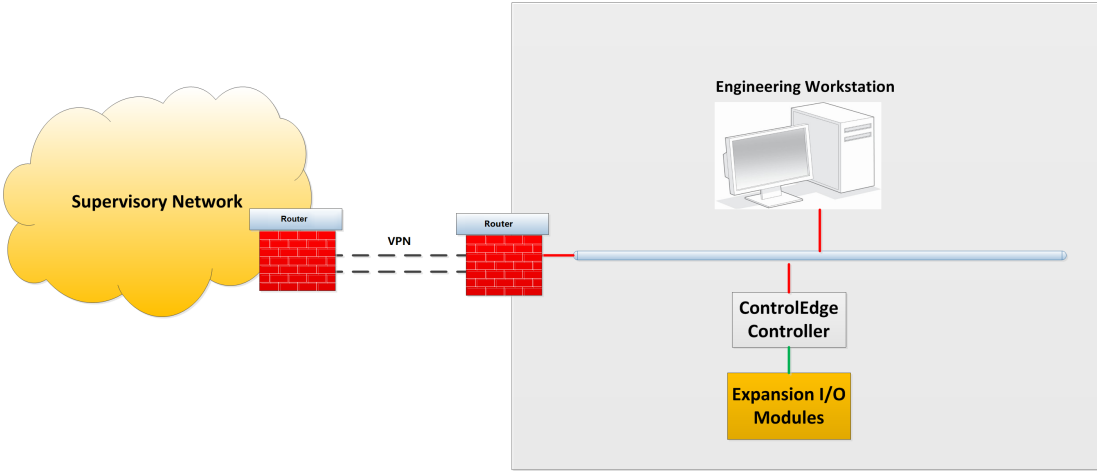 Engineering Workstation
Supervisory Network
Router
VPN
Router
ControlEdge
Controller
Expansion I/O
Modules